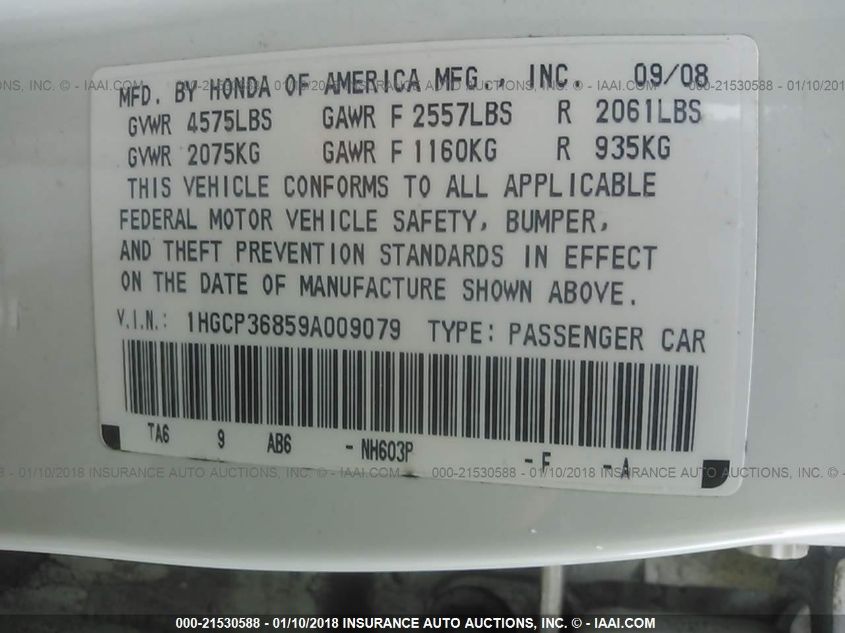 MFD. BY HONDA OF AMERICA MFG., INC. 09/08
GVWR 4575LBS GAWR F 2557LBS R 2061LBS
GVWR 2075KG GAWR F 1160KG R 935KG
THIS VEHICLE CONFORMS TO ALL APPLICABLE
FEDERAL MOTOR VEHICLE SAFETY, BUMPER,
AND THEFT PREVENTION STANDARDS IN EFFECT
ON THE DATE OF MANUFACTURE SHOWN ABOVE.
V.I.N.: 1HGCP36859A009079 TYPE: PASSENGER CAR
TA6 9 AB6 - NH603P - F - A
000-21530588 - 01/10/2018 INSURANCE AUTO AUCTIONS, INC. - IAAI.COM